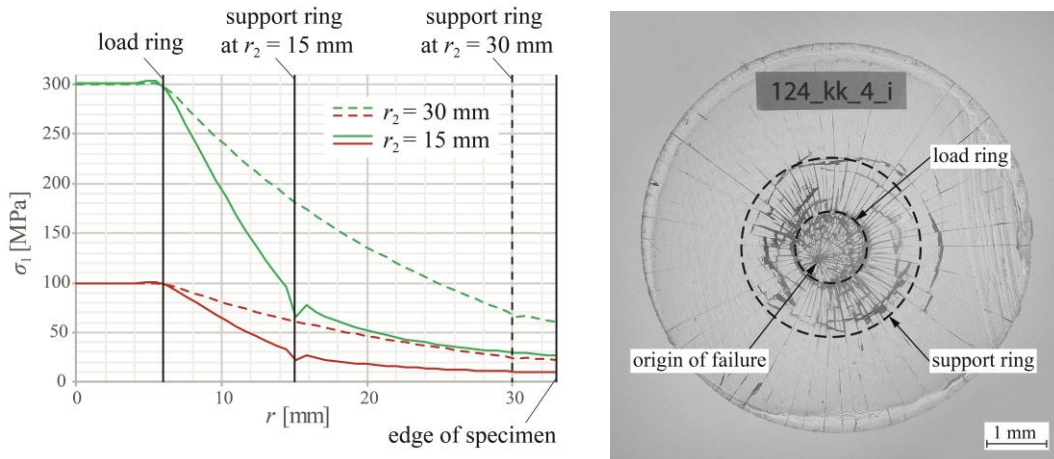 load ring
support ring
at r₂ = 15 mm
support ring
at r₂ = 30 mm
300
250
200
150
100
50
0
σ₁ [MPa]
r₂ = 30 mm
r₂ = 15 mm
0
10
20
30
r [mm]
edge of specimen
124_kk_4_i
load ring
origin of failure
support ring
1 mm